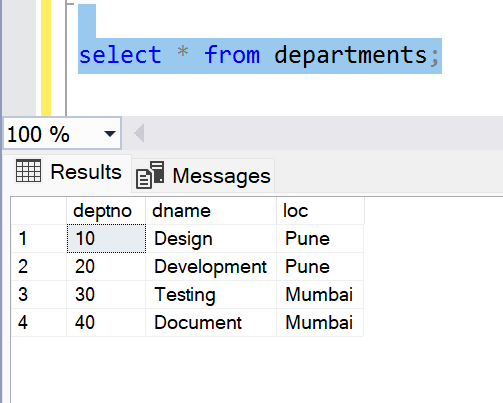 select * from departments;
100 %
Results Messages
deptno dname loc
1 10 Design Pune
2 20 Development Pune
3 30 Testing Mumbai
4 40 Document Mumbai